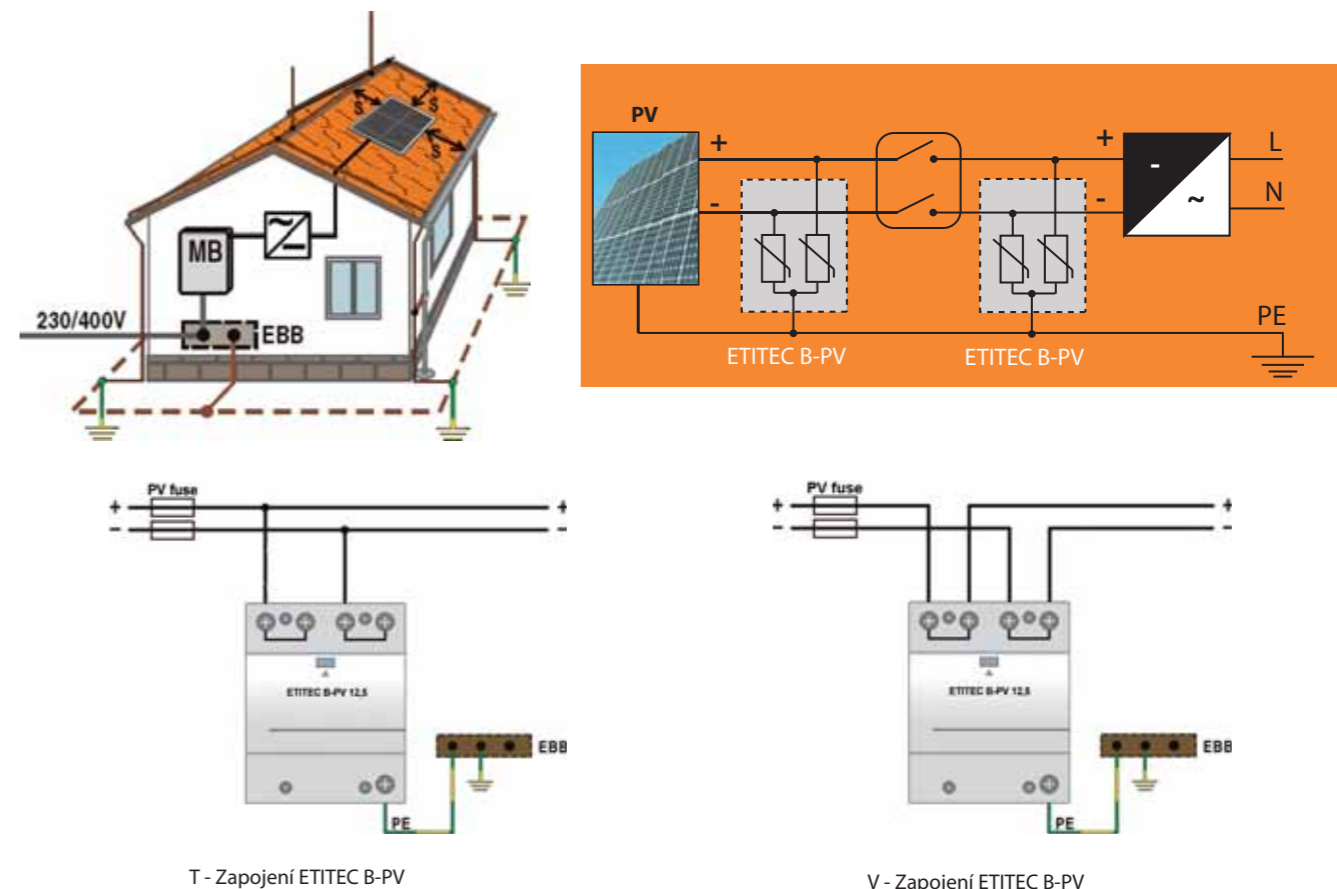 S
S
S
MB
230/400V
EBB
PV
+
-
+
-
-
~
L
N
PE
ETITEC B-PV
ETITEC B-PV
PV fuse
+
-
+
-
ETITEC B-PV 12,5
EBB
PE
T - Zapojení ETITEC B-PV
PV fuse
+
-
+
-
ETITEC B-PV 12,5
EBB
PE
V - Zapojení ETITEC B-PV